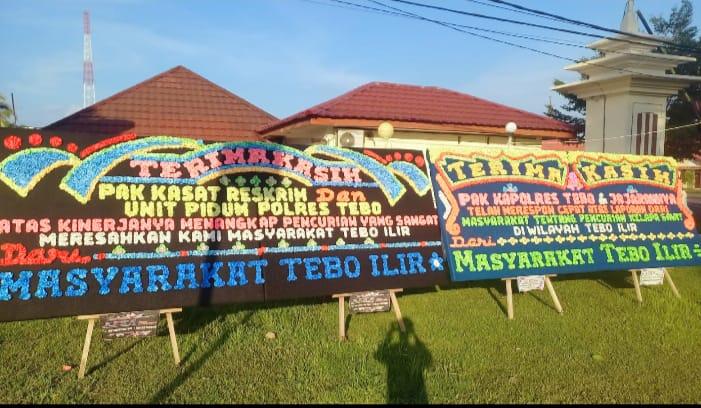 TERIMAKASIH
PAK KASAT RESKRIM Dan
UNIT PIDUM POLRES TEBO
ATAS KINERJANYA MENANGKAP PENCURIAN YANG SANGAT
MERESAHKAN KAMI MASYARAKAT TEBO ILIR
Dari,
MASYARAKAT TEBO ILIR
TERIMA KASIH
PAK KAPOLRES TEBO & JAJARANNYA
TELAH MERESPON CEPAT ATAS LAPORAN DARI
MASYARAKAT TENTANG PENCURIAN KELAPA SAWIT
DI WILAYAH TEBO ILIR
Dari
MASYARAKAT TEBO ILIR